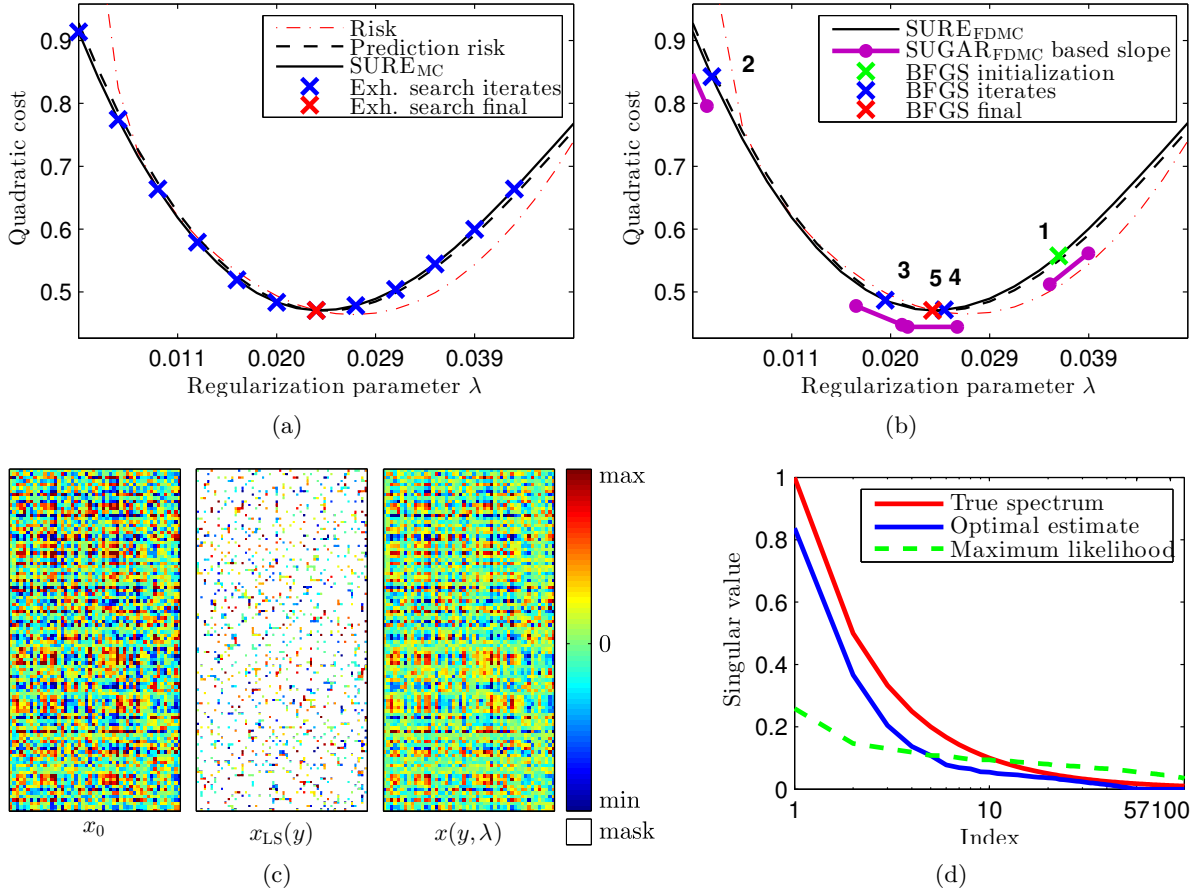 Risk
Prediction risk
SURE_MC
Exh. search iterates
Exh. search final
0.9
0.8
0.7
0.6
0.5
Quadratic cost
0.011 0.020 0.029 0.039
Regularization parameter λ
(a)
SURE_FDMC
SUGAR_FDMC based slope
BFGS initialization
BFGS iterates
BFGS final
0.9
0.8
0.7
0.6
0.5
Quadratic cost
2
1
3
5 4
0.011 0.020 0.029 0.039
Regularization parameter λ
(b)
max
0
min
mask
x_0
x_LS(y)
x(y, λ)
(c)
True spectrum
Optimal estimate
Maximum likelihood
1
0.8
0.6
0.4
0.2
0
Singular value
1 10 57 100
Index
(d)